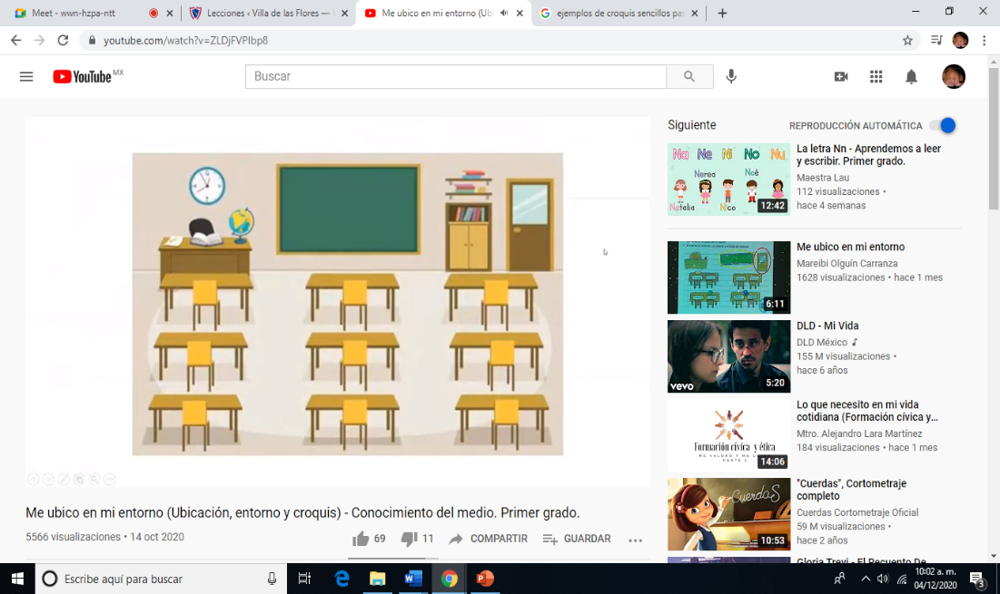 Meet - wwn-hzpa-ntt
Lecciones ‹ Villa de las Flores —
Me ubico en mi entorno (Ub
ejemplos de croquis sencillos pa
youtube.com/watch?v=ZLDjFVPlbp8
YouTube MX
Buscar
Siguiente
REPRODUCCIÓN AUTOMÁTICA
Na Ne Ni No Nu
Nerea
Noé
Natalia
Nico
12:42
La letra Nn - Aprendemos a leer
y escribir. Primer grado.
Maestra Lau
112 visualizaciones •
hace 4 semanas
6:11
Me ubico en mi entorno
Mareibi Olguín Carranza
1628 visualizaciones • hace 1 mes
vevo
5:20
DLD - Mi Vida
DLD México
155 M visualizaciones •
hace 6 años
Formación cívica y ética
14:06
Lo que necesito en mi vida
cotidiana (Formación cívica y...
Mtro. Alejandro Lara Martínez
184 visualizaciones • hace 1 mes
Cuerdas
10:53
"Cuerdas", Cortometraje
completo
Cuerdas Cortometraje Oficial
59 M visualizaciones •
hace 2 años
Gloria Trevi - El Recuento De
Me ubico en mi entorno (Ubicación, entorno y croquis) - Conocimiento del medio. Primer grado.
5566 visualizaciones • 14 oct 2020
69
11
COMPARTIR
GUARDAR
Escribe aquí para buscar
10:02 a. m.
04/12/2020
3